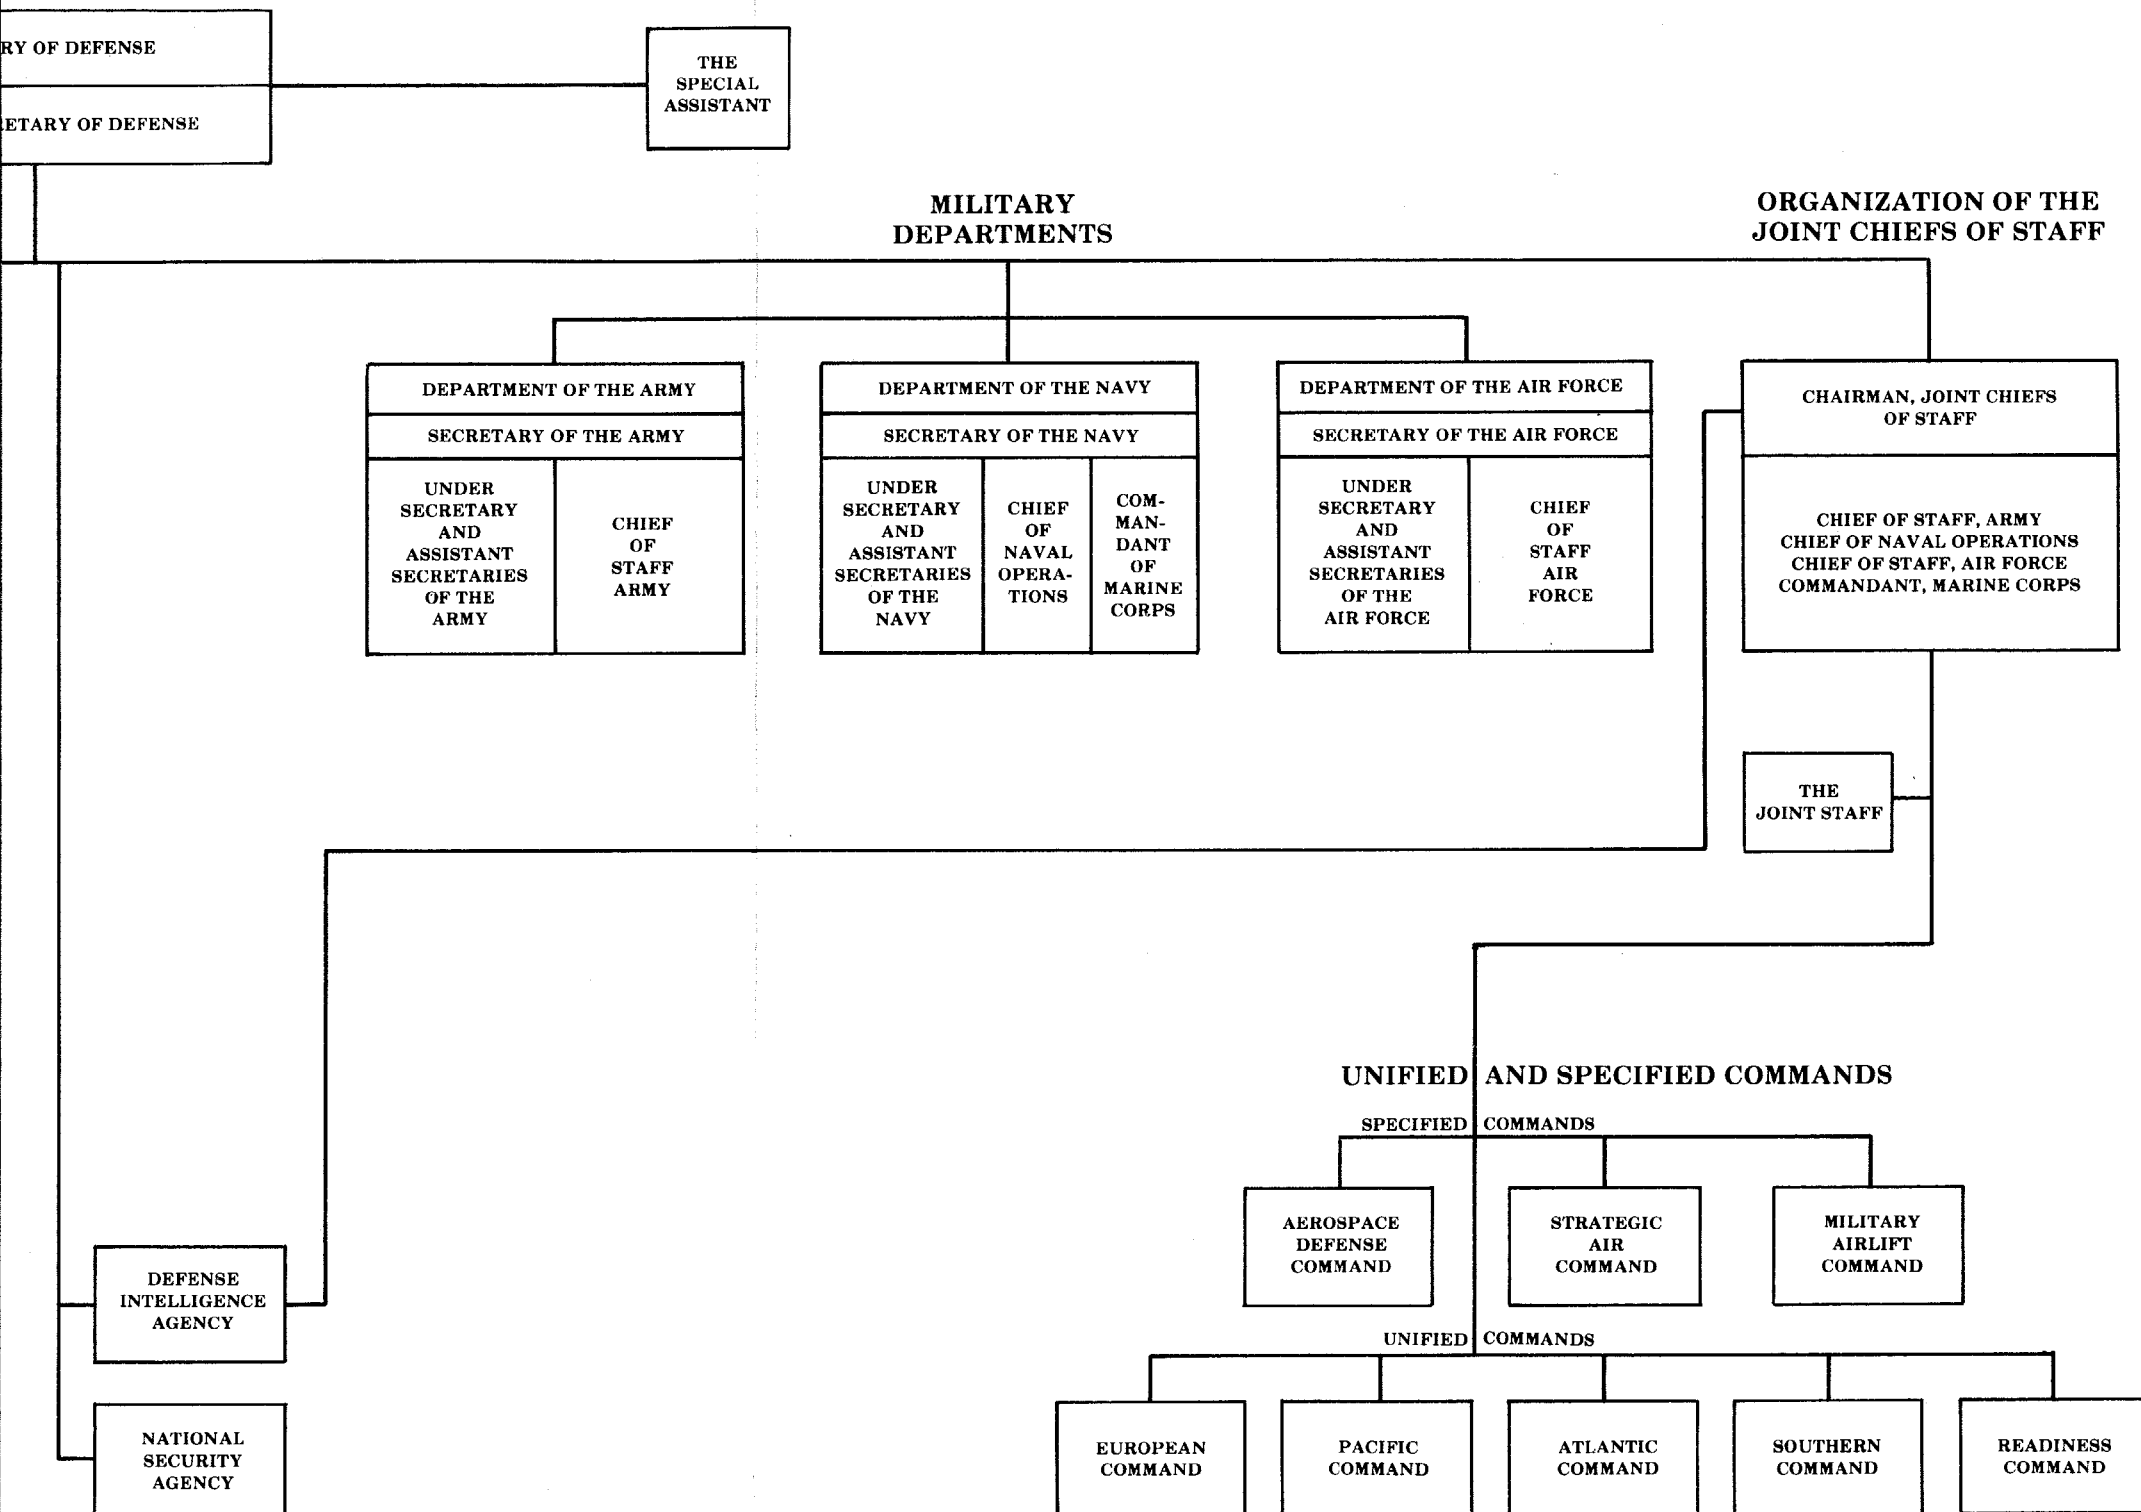 RY OF DEFENSE
ETARY OF DEFENSE
THE
SPECIAL
ASSISTANT
MILITARY
DEPARTMENTS
ORGANIZATION OF THE
JOINT CHIEFS OF STAFF
DEPARTMENT OF THE ARMY
SECRETARY OF THE ARMY
UNDER
SECRETARY
AND
ASSISTANT
SECRETARIES
OF THE
ARMY
CHIEF
OF
STAFF
ARMY
DEPARTMENT OF THE NAVY
SECRETARY OF THE NAVY
UNDER
SECRETARY
AND
ASSISTANT
SECRETARIES
OF THE
NAVY
CHIEF
OF
NAVAL
OPERA-
TIONS
COM-
MAN-
DANT
OF
MARINE
CORPS
DEPARTMENT OF THE AIR FORCE
SECRETARY OF THE AIR FORCE
UNDER
SECRETARY
AND
ASSISTANT
SECRETARIES
OF THE
AIR FORCE
CHIEF
OF
STAFF
AIR
FORCE
CHAIRMAN, JOINT CHIEFS
OF STAFF
CHIEF OF STAFF, ARMY
CHIEF OF NAVAL OPERATIONS
CHIEF OF STAFF, AIR FORCE
COMMANDANT, MARINE CORPS
THE
JOINT STAFF
UNIFIED AND SPECIFIED COMMANDS
SPECIFIED COMMANDS
AEROSPACE
DEFENSE
COMMAND
STRATEGIC
AIR
COMMAND
MILITARY
AIRLIFT
COMMAND
DEFENSE
INTELLIGENCE
AGENCY
UNIFIED COMMANDS
NATIONAL
SECURITY
AGENCY
EUROPEAN
COMMAND
PACIFIC
COMMAND
ATLANTIC
COMMAND
SOUTHERN
COMMAND
READINESS
COMMAND